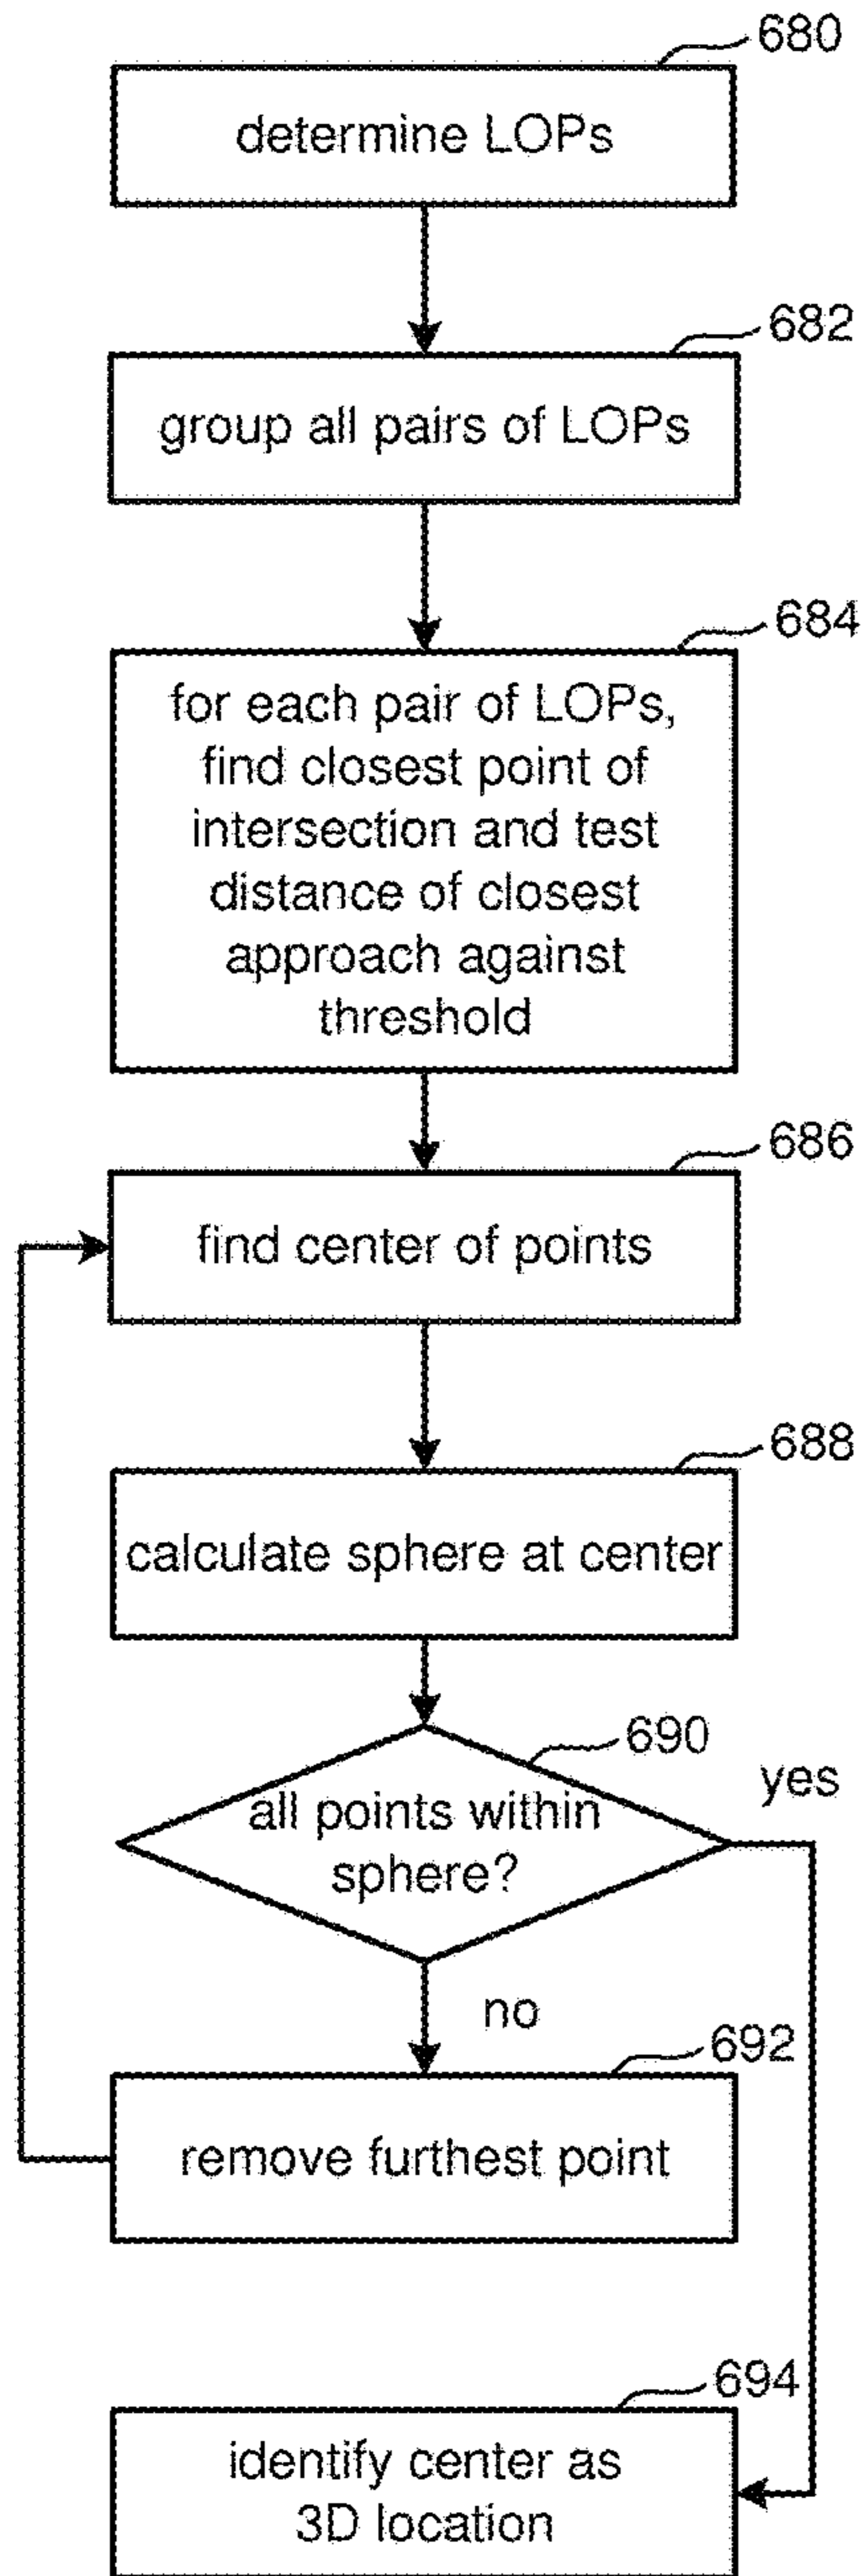 680
determine LOPs
682
group all pairs of LOPs
684
for each pair of LOPs,
find closest point of
intersection and test
distance of closest
approach against
threshold
686
find center of points
688
calculate sphere at center
690
yes
all points within
sphere?
no
692
remove furthest point
694
identify center as
3D location